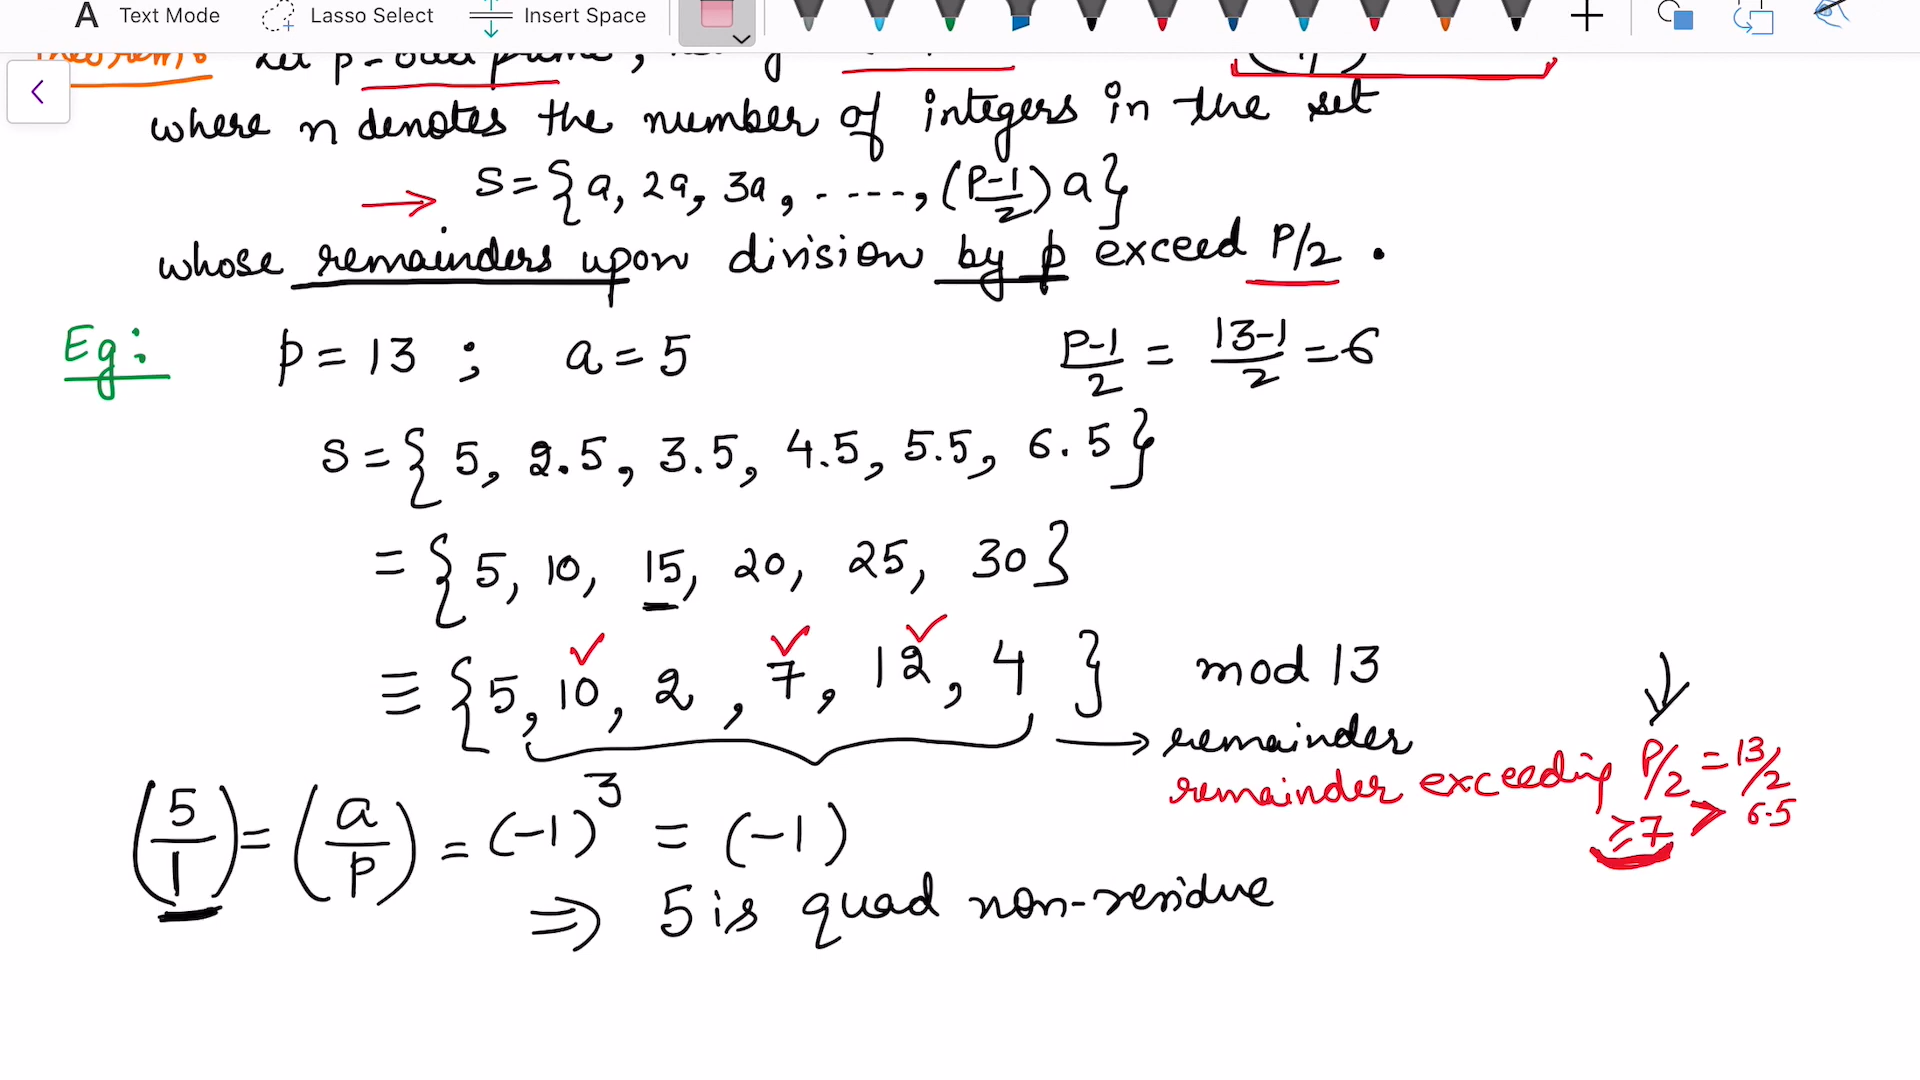 Text Mode Lasso Select Insert Space
Theorem: Let p-odd prime,
where n denotes the number of integers in the set
S={a, 2a, 3a, ....., (P-1/2) a}
whose remainders upon division by p exceed P/2 .
Eg: p = 13 ; a = 5 P-1/2 = 13-1/2 = 6
S = { 5, 2.5, 3.5, 4.5, 5.5, 6.5 }
= { 5, 10, 15, 20, 25, 30 }
≡ { 5, 10, 2, 7, 12, 4 } mod 13
→ remainder
remainder exceeding P/2 = 13/2
≥7 > 6.5
(5/1) = (a/p) = (-1)^3 = (-1)
⇒ 5 is quad non-residue